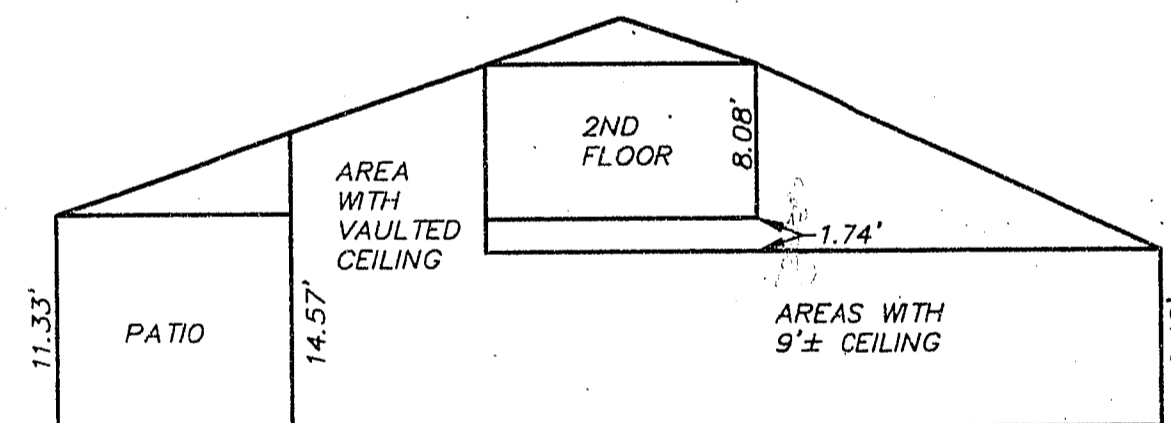 2ND
FLOOR
8.08'
AREA
WITH
VAULTED
CEILING
1.74'
11.33'
PATIO
14.57'
AREAS WITH
9'± CEILING